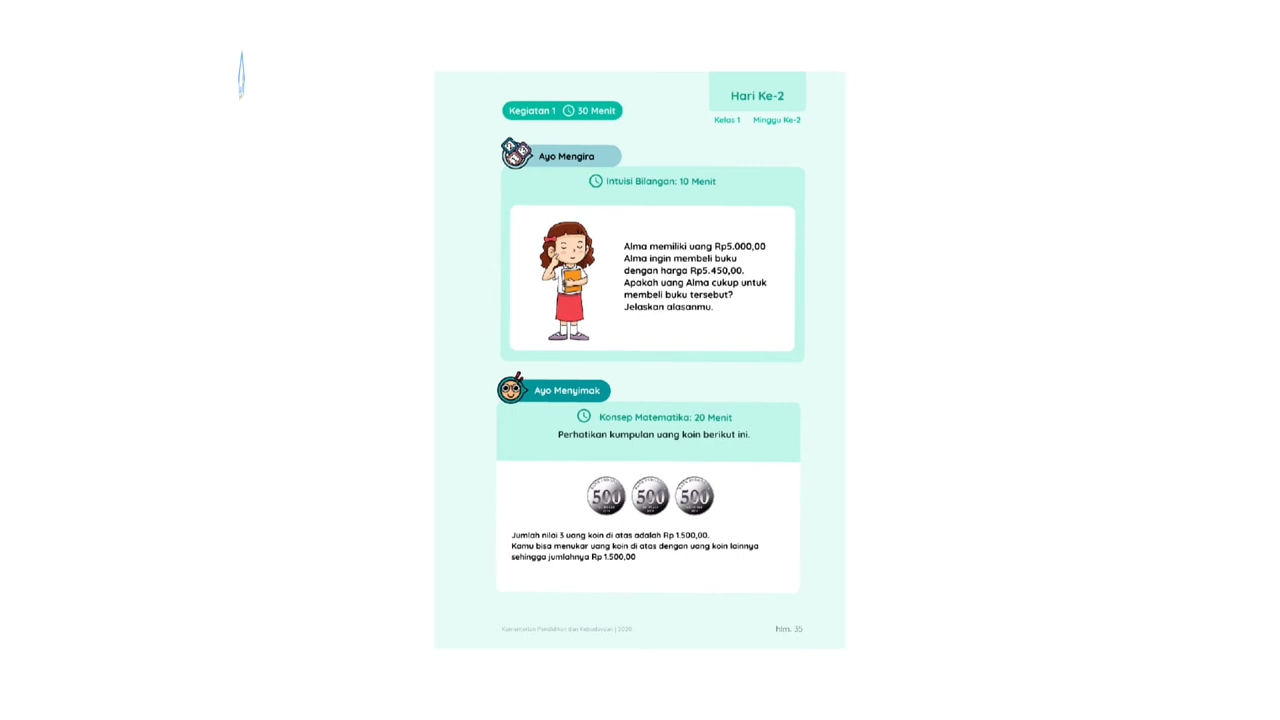 Hari Ke-2
Kegiatan 1 30 Menit
Kelas 1 Minggu Ke-2
Ayo Mengira
Intuisi Bilangan: 10 Menit
Alma memiliki uang Rp5.000,00
Alma ingin membeli buku
dengan harga Rp5.450,00.
Apakah uang Alma cukup untuk
membeli buku tersebut?
Jelaskan alasanmu.
Ayo Menyimak
Konsep Matematika: 20 Menit
Perhatikan kumpulan uang koin berikut ini.
500 500 500
Jumlah nilai 3 uang koin di atas adalah Rp 1.500,00.
Kamu bisa menukar uang koin di atas dengan uang koin lainnya
sehingga jumlahnya Rp 1.500,00
Kementerian Pendidikan dan Kebudayaan | 2020
hlm. 35